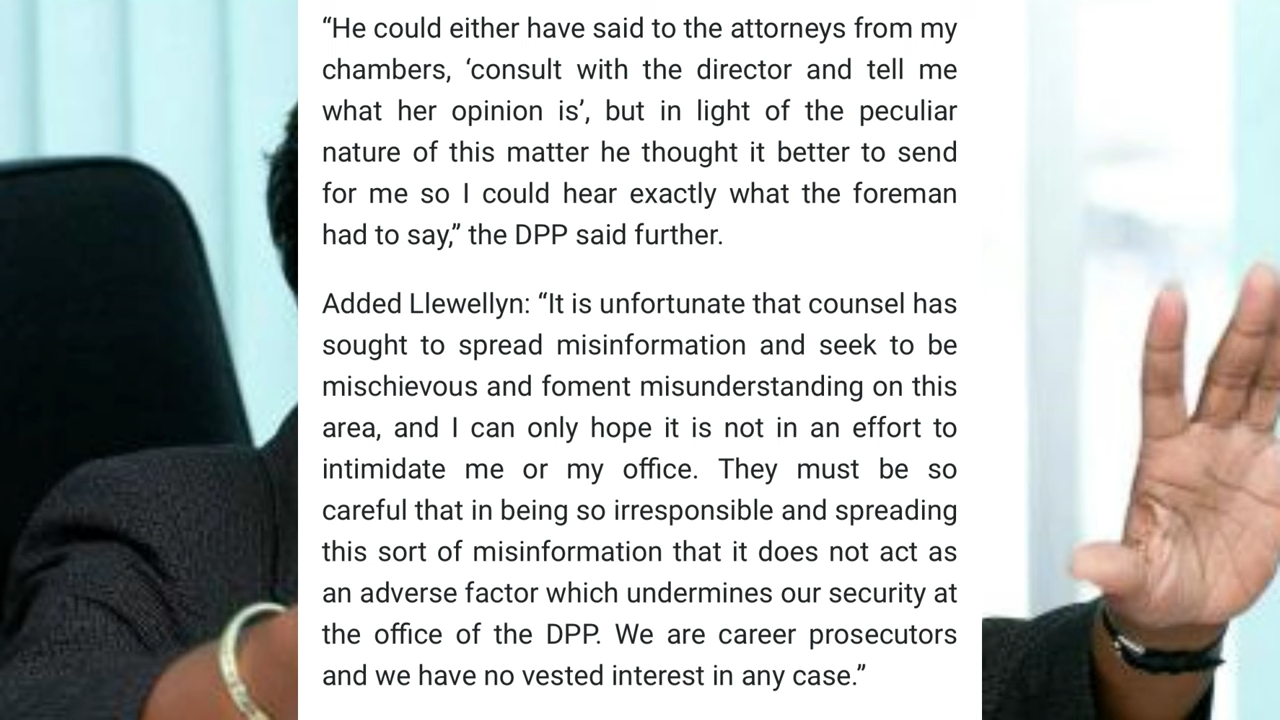 “He could either have said to the attorneys from my
chambers, ‘consult with the director and tell me
what her opinion is’, but in light of the peculiar
nature of this matter he thought it better to send
for me so I could hear exactly what the foreman
had to say,” the DPP said further.
Added Llewellyn: “It is unfortunate that counsel has
sought to spread misinformation and seek to be
mischievous and foment misunderstanding on this
area, and I can only hope it is not in an effort to
intimidate me or my office. They must be so
careful that in being so irresponsible and spreading
this sort of misinformation that it does not act as
an adverse factor which undermines our security at
the office of the DPP. We are career prosecutors
and we have no vested interest in any case.”